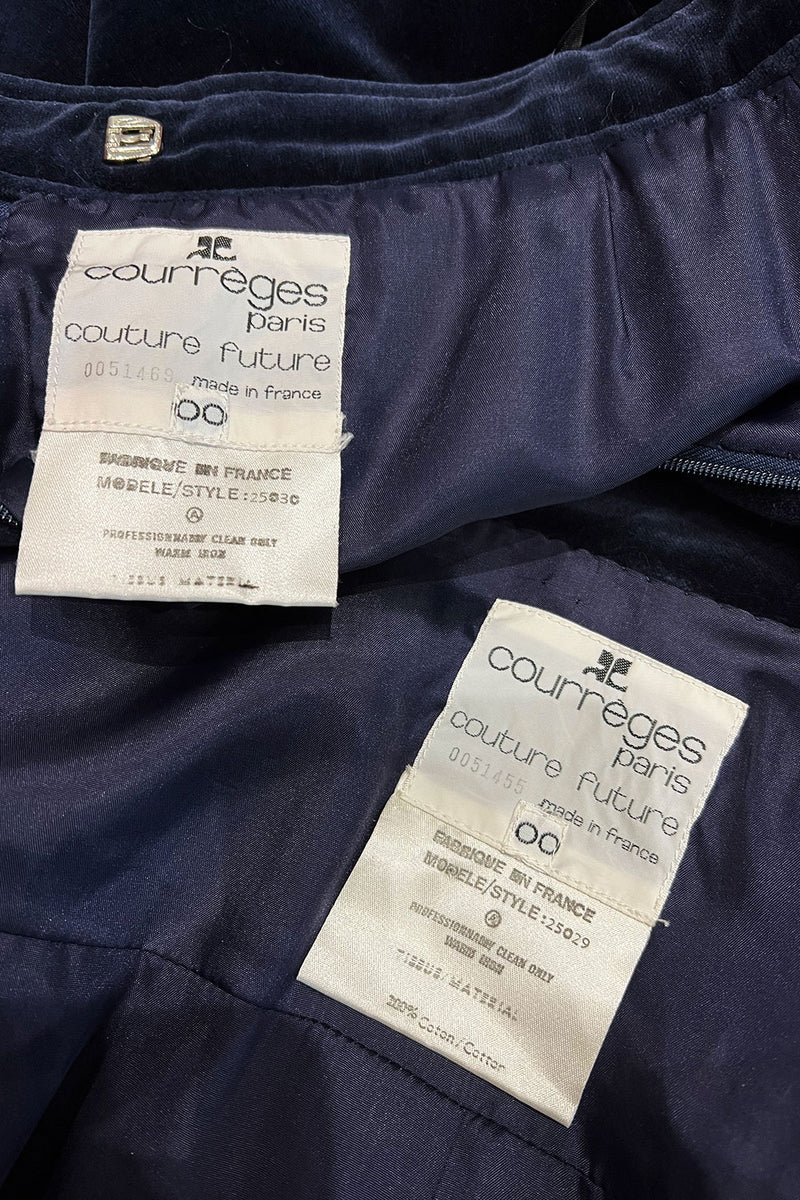 courrèges
paris
couture future
0051469 made in france
00
FABRIQUE EN FRANCE
MODELE/STYLE:25030
A
PROFESSIONNABBY CLEAN ONLY
WARM IRON
TISSUS MATERIAL
courrèges
paris
couture future
0051455 made in france
00
FABRIQUE EN FRANCE
MODELE/STYLE:25029
A
PROFESSIONNABBY CLEAN ONLY
WARM IRON
TISSUS/MATERIAL
100% Coton/Cotton